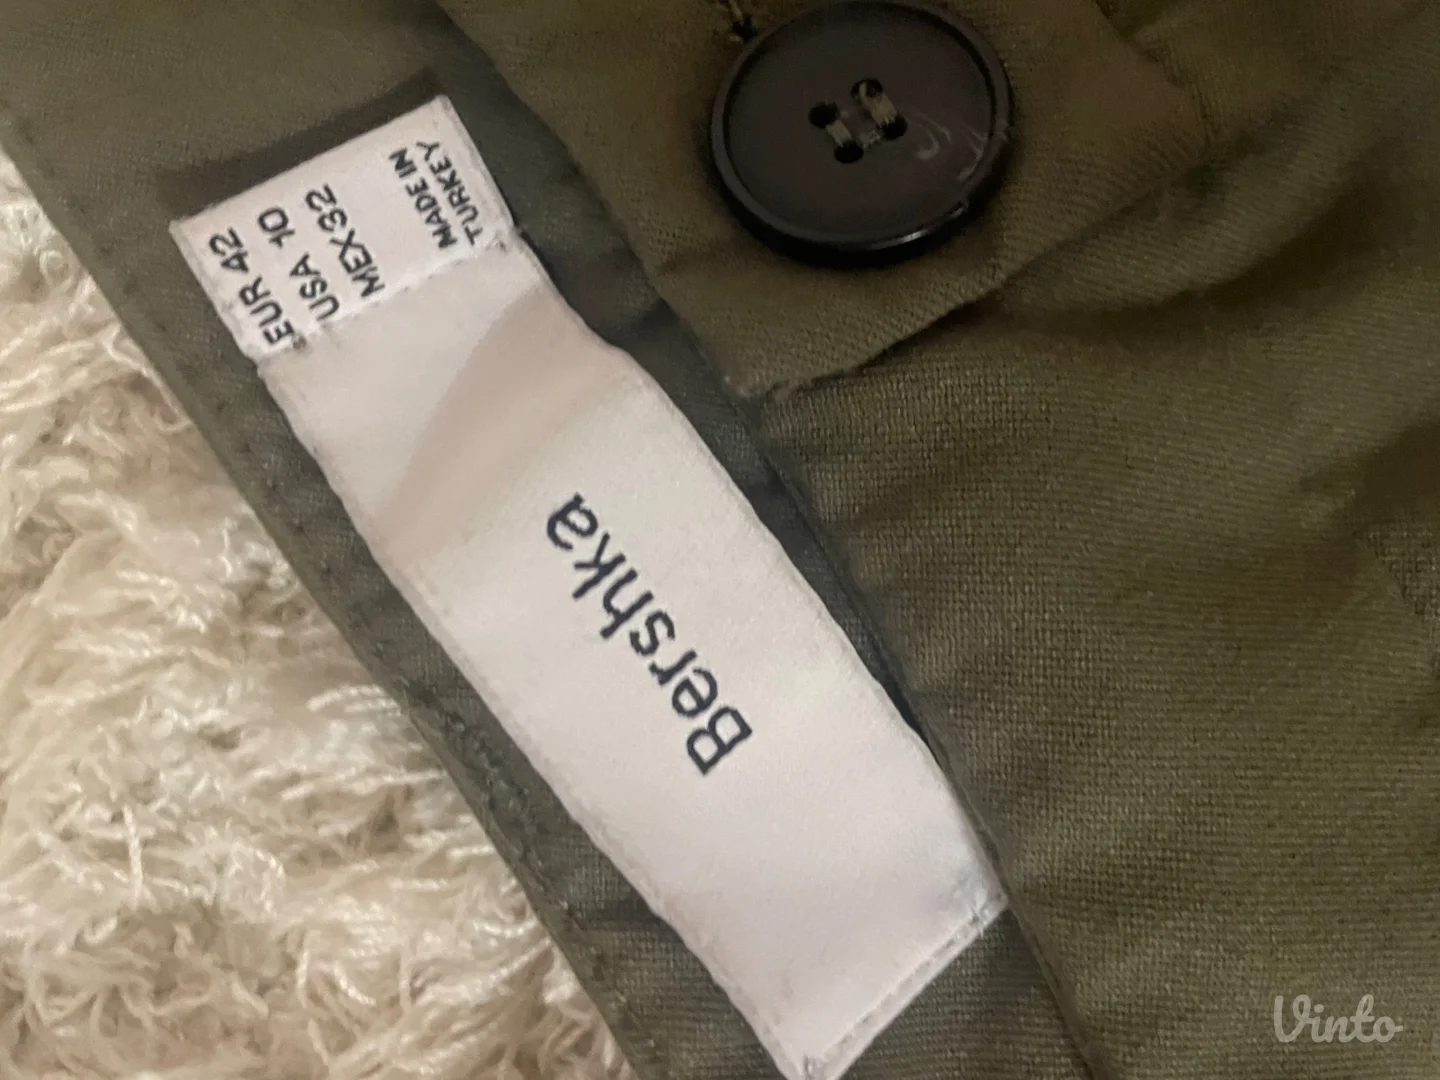 EUR 42
USA 10
MEX 32
MADE IN
TURKEY
Bershka
Vinto